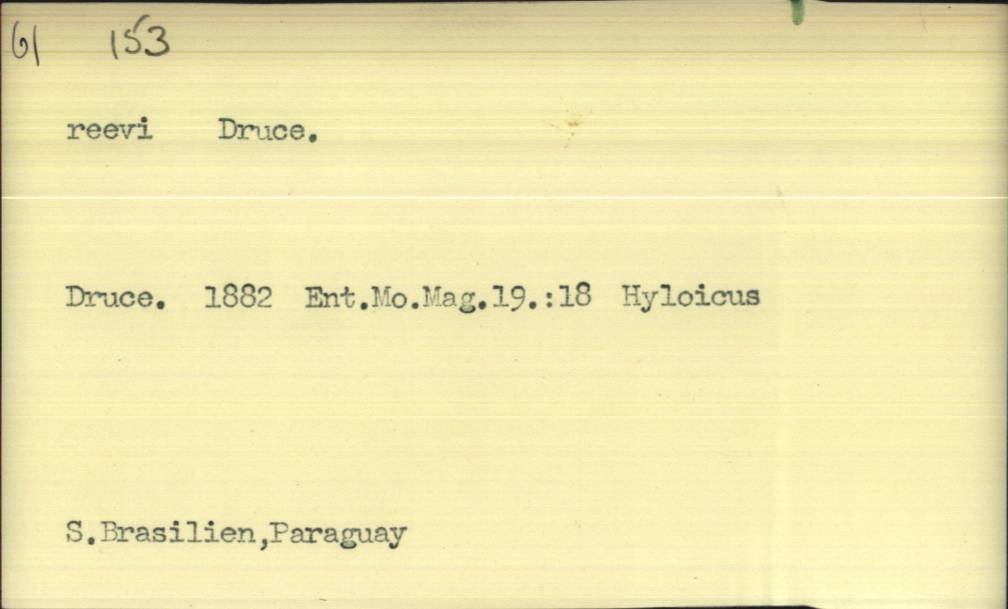 61 153
reevi Druce.
Druce. 1882 Ent.Mo.Mag.19.:18 Hyloicus
S.Brasilien,Paraguay